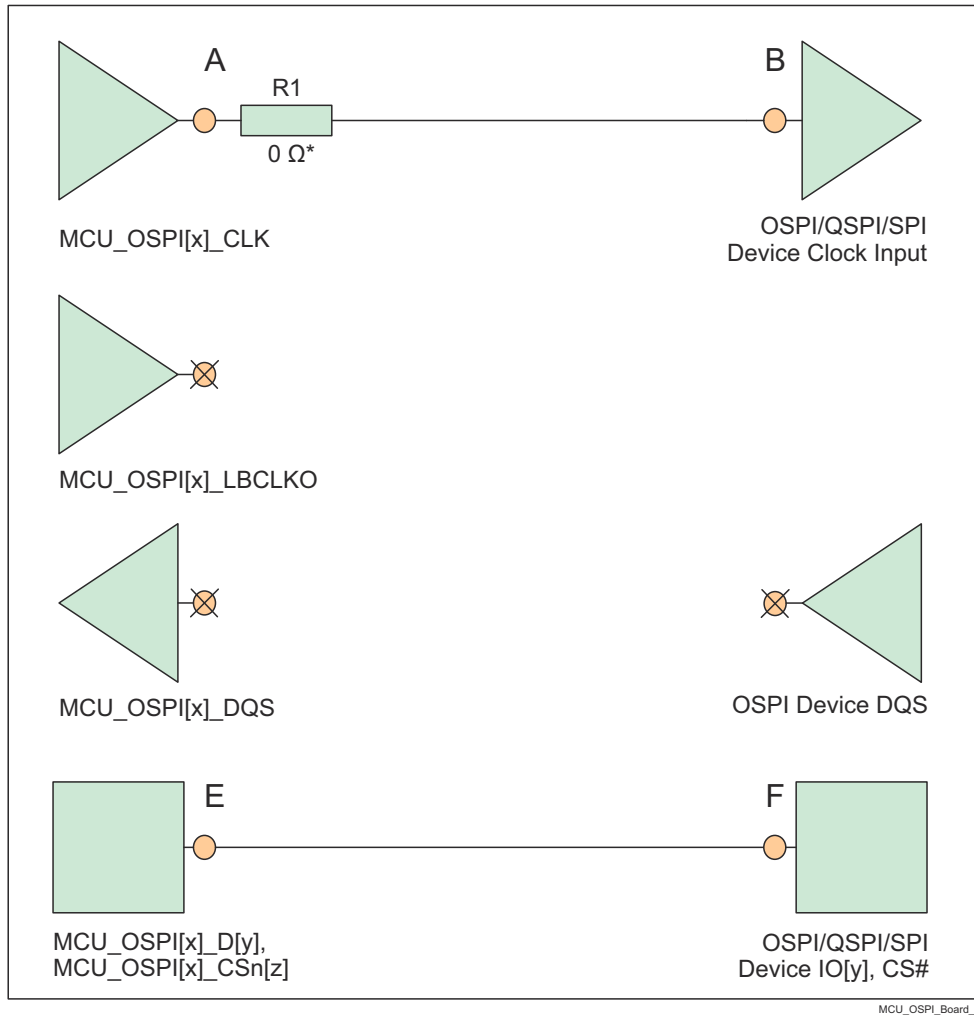 A
B
R1
0 Ω*
MCU_OSPI[x]_CLK
OSPI/QSPI/SPI
Device Clock Input
MCU_OSPI[x]_LBCLKO
MCU_OSPI[x]_DQS
OSPI Device DQS
E
F
MCU_OSPI[x]_D[y],
MCU_OSPI[x]_CSn[z]
OSPI/QSPI/SPI
Device IO[y], CS#
MCU_OSPI_Board_